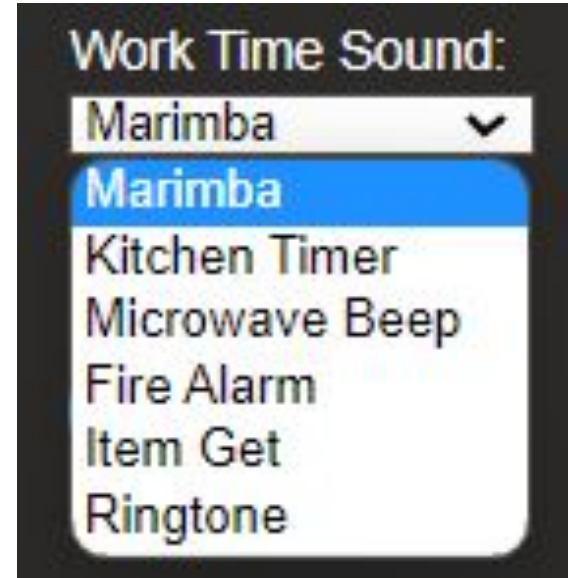 Work Time Sound:
Marimba
Marimba
Kitchen Timer
Microwave Beep
Fire Alarm
Item Get
Ringtone